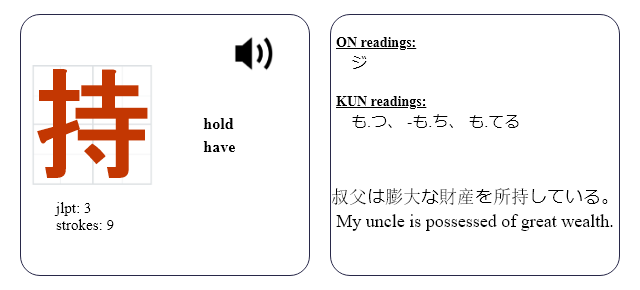 持
hold
have
jlpt: 3
strokes: 9
ON readings:
ジ
KUN readings:
も.つ、 -も.ち、 も.てる
叔父は膨大な財産を所持している。
My uncle is possessed of great wealth.